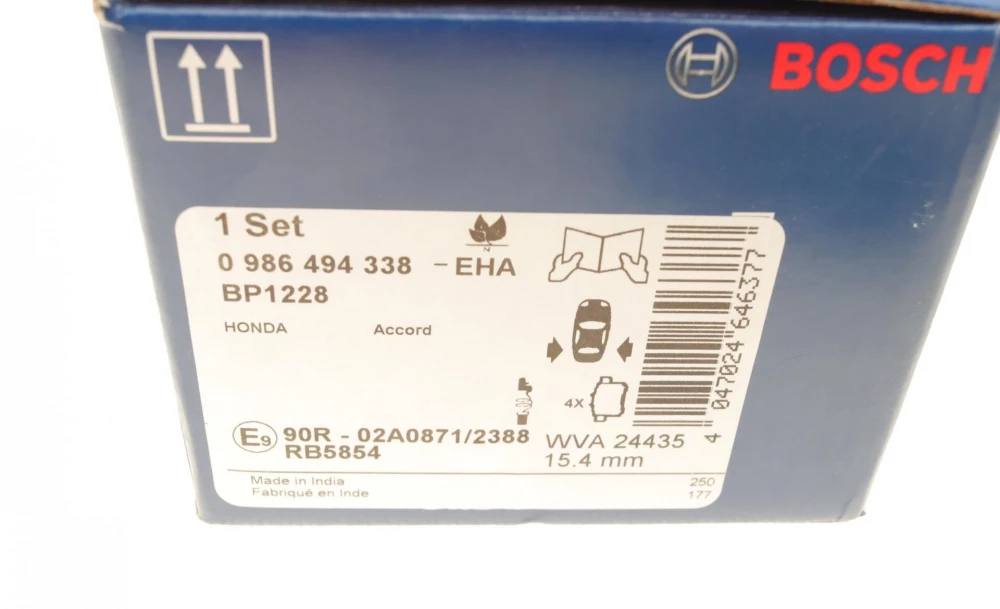 BOSCH
1 Set
0 986 494 338 - EHA
BP1228
HONDA Accord
4X
4 047024 646377
E9 90R - 02A0871/2388
RB5854
WVA 24435
15.4 mm
Made in India
Fabriqué en Inde
250
177